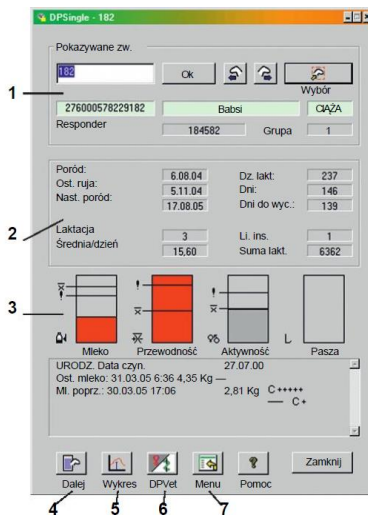 DPSingle - 182
Pokazywane zw.
182
Ok
Wybór
1
276000578229182 Babsi CIĄŻA
Responder 184582 Grupa 1
Poród: 6.08.04 Dz. lakt: 237
Ost. ruja: 5.11.04 Dni: 146
Nast. poród: 17.08.05 Dni do wyc.: 139
2
Laktacja 3 Li. ins. 1
Średnia/dzień 15,60 Suma lakt. 6362
3
L
Mleko Przewodność Aktywność Pasza
URODZ. Data czyn. 27.07.00
Ost. mleko: 31.03.05 6:36 4,35 Kg —
Ml. poprz.: 30.03.05 17:06 2,81 Kg C +++++
— C +
Dalej Wykres DPVet Menu Pomoc Zamknij
4 5 6 7